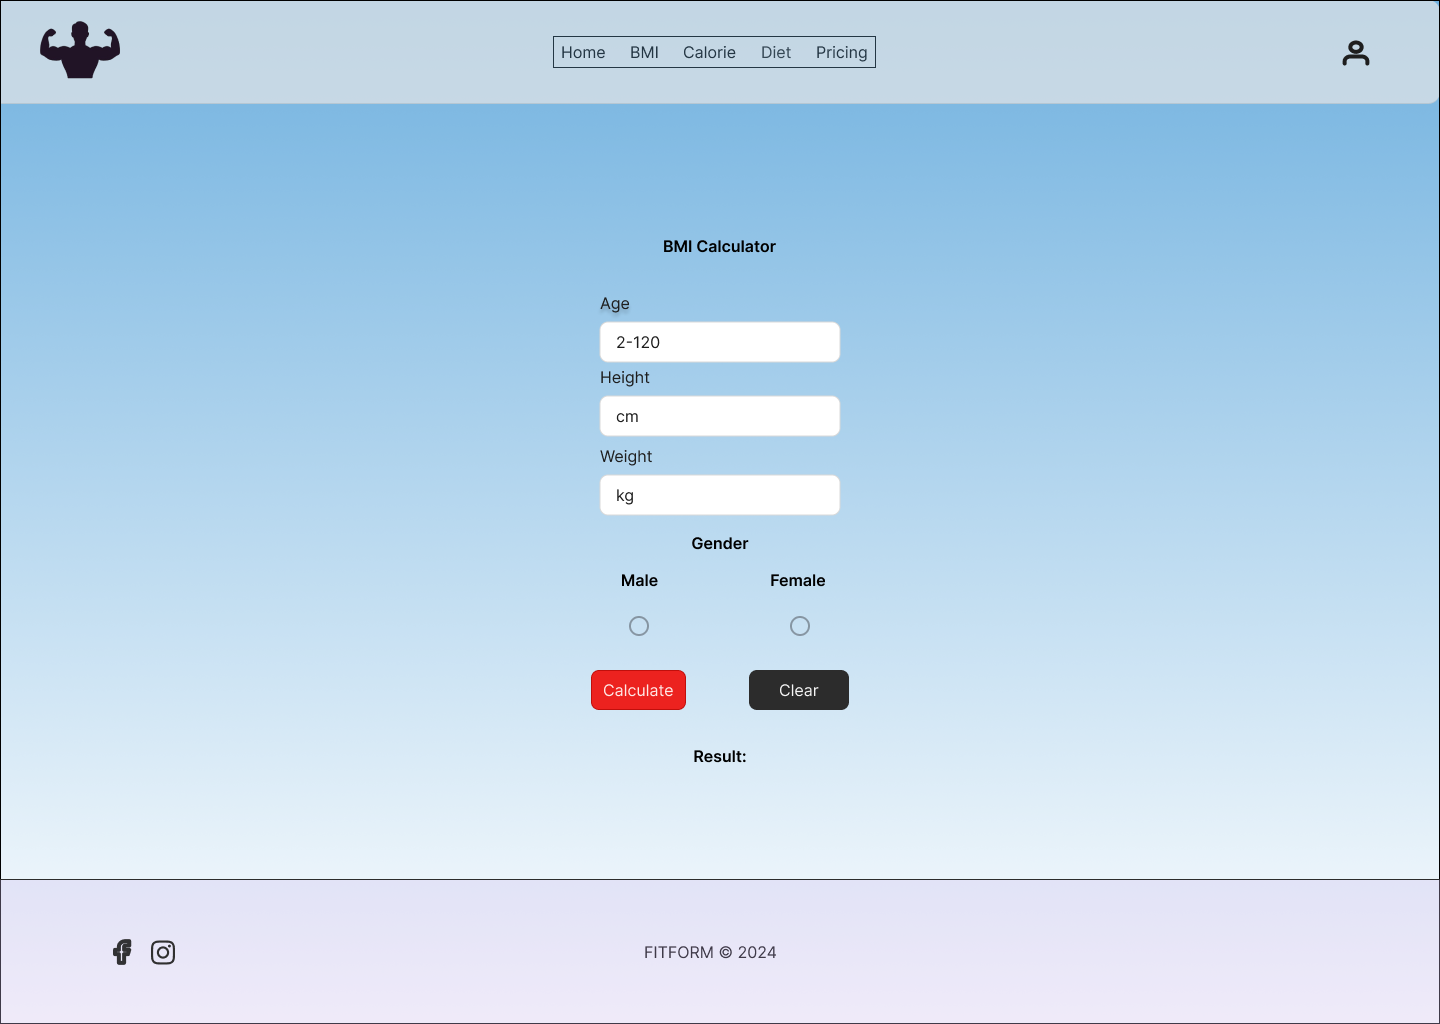 Home BMI Calorie Diet Pricing
BMI Calculator
Age
2-120
Height
cm
Weight
kg
Gender
Male Female
Calculate Clear
Result:
FITFORM © 2024